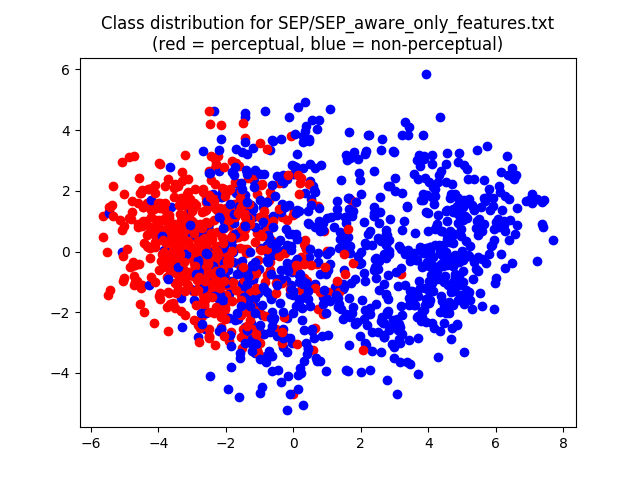 Class distribution for SEP/SEP_aware_only_features.txt
(red = perceptual, blue = non-perceptual)
6
4
2
0
−2
−4
−6 −4 −2 0 2 4 6 8